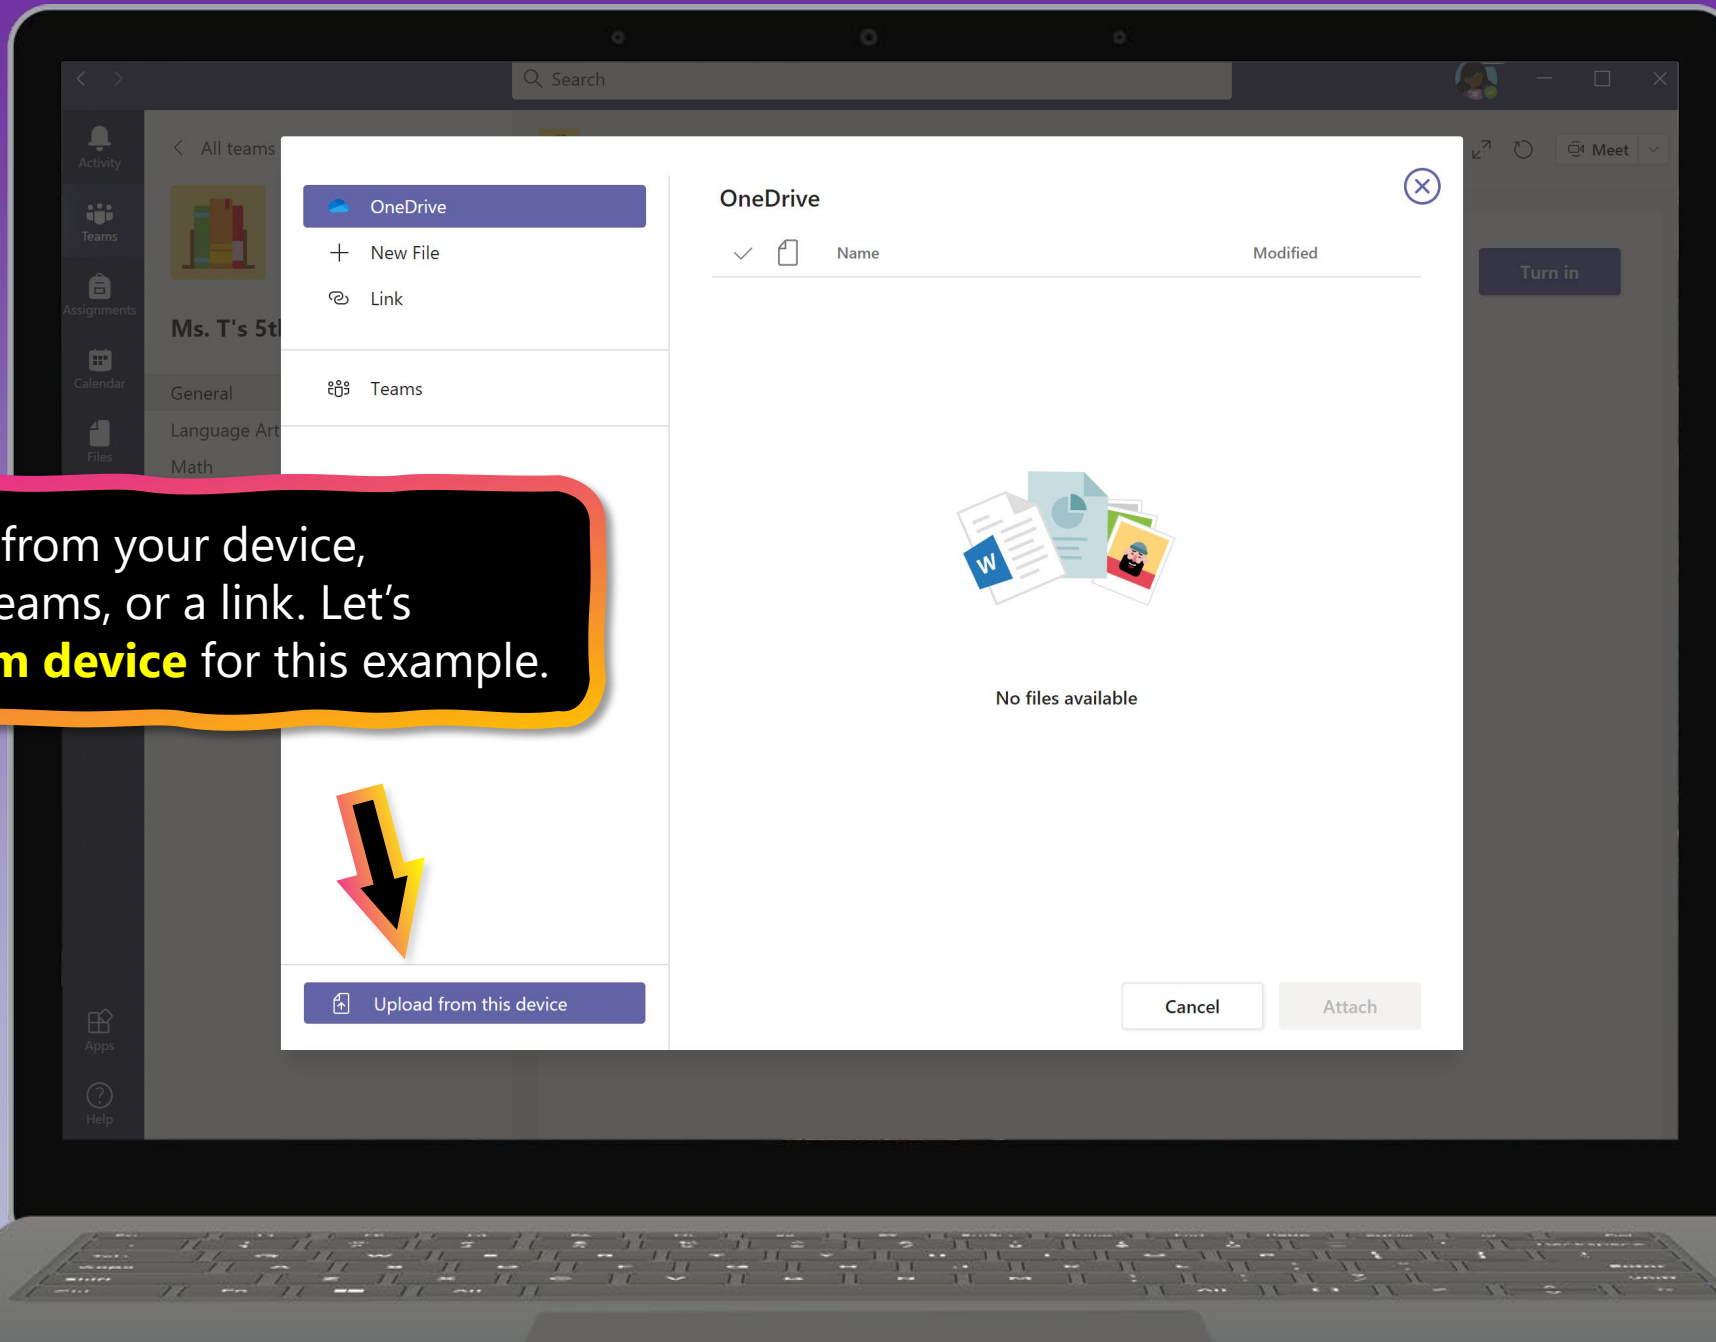 Search
Activity
All teams
Meet
OneDrive
OneDrive
Teams
New File
Name
Modified
Turn in
Link
Assignments
Ms. T's 5th
Calendar
Teams
General
Language Art
Files
Math
from your device,
eams, or a link. Let's
m device for this example.
W
No files available
Upload from this device
Cancel
Attach
Apps
Help